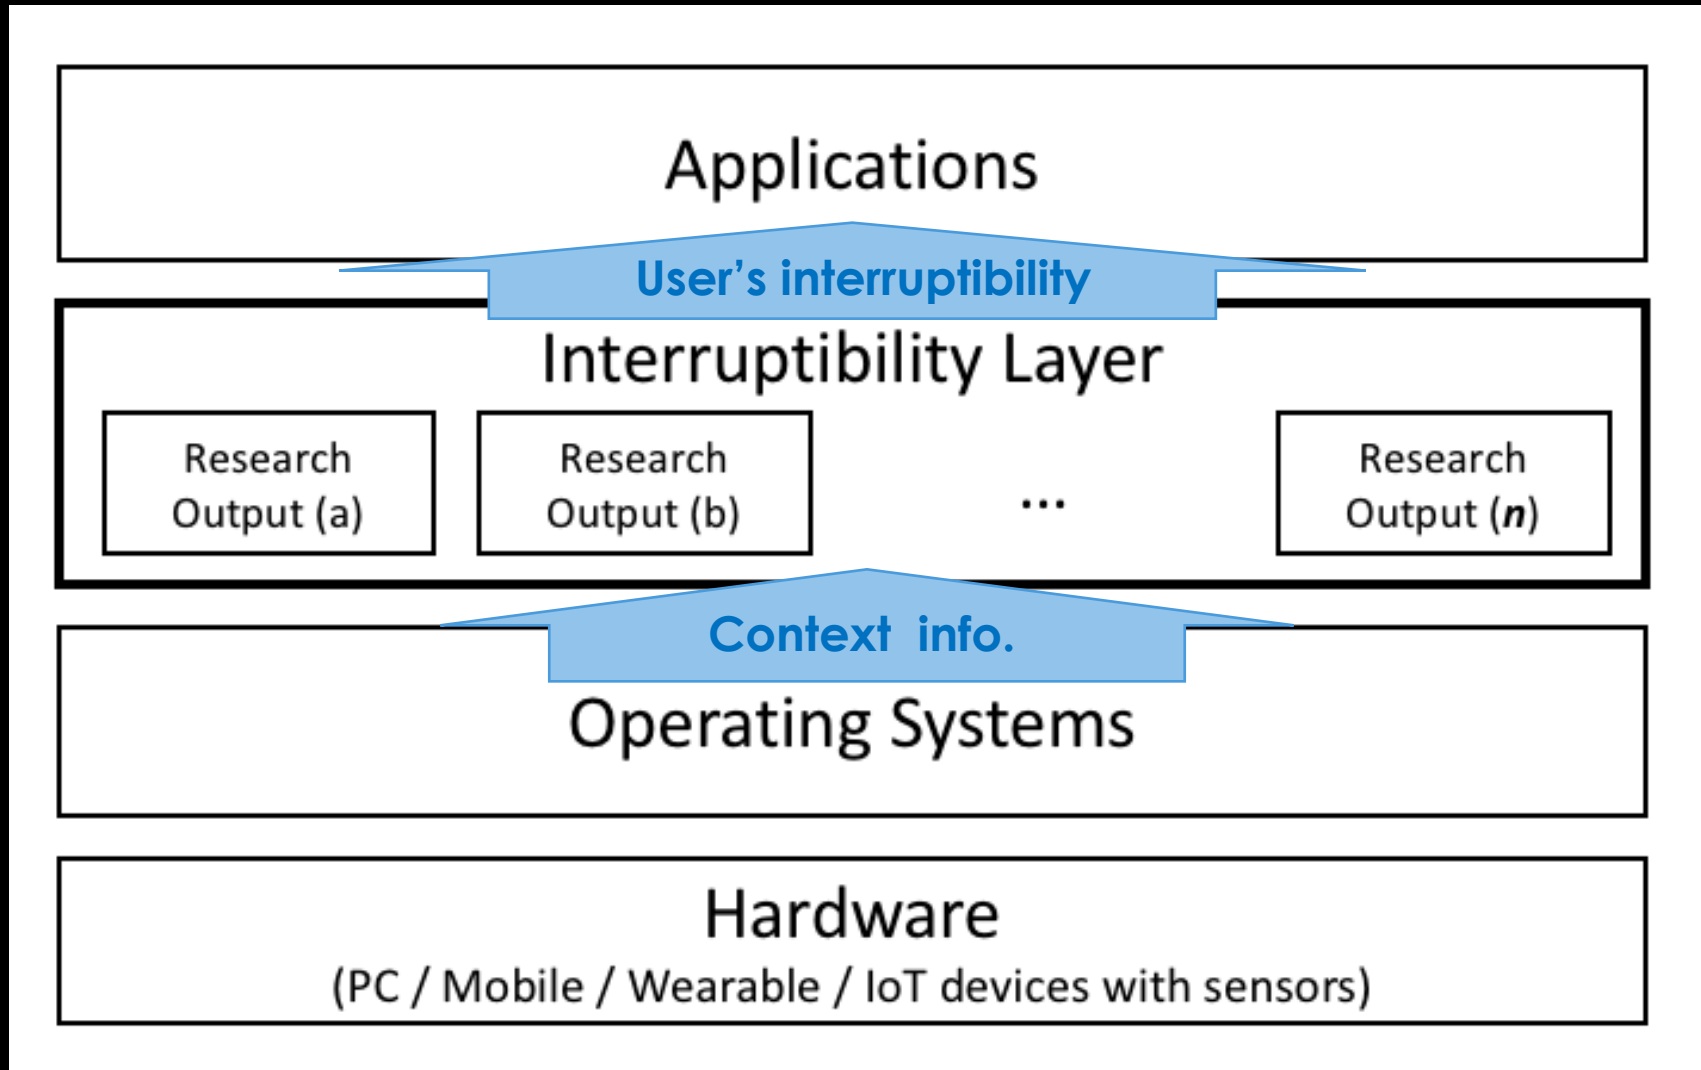 Applications
User's interruptibility
Interruptibility Layer
Research
Output (a)
Research
Output (b)
...
Research
Output (n)
Context info.
Operating Systems
Hardware
(PC / Mobile / Wearable / IoT devices with sensors)